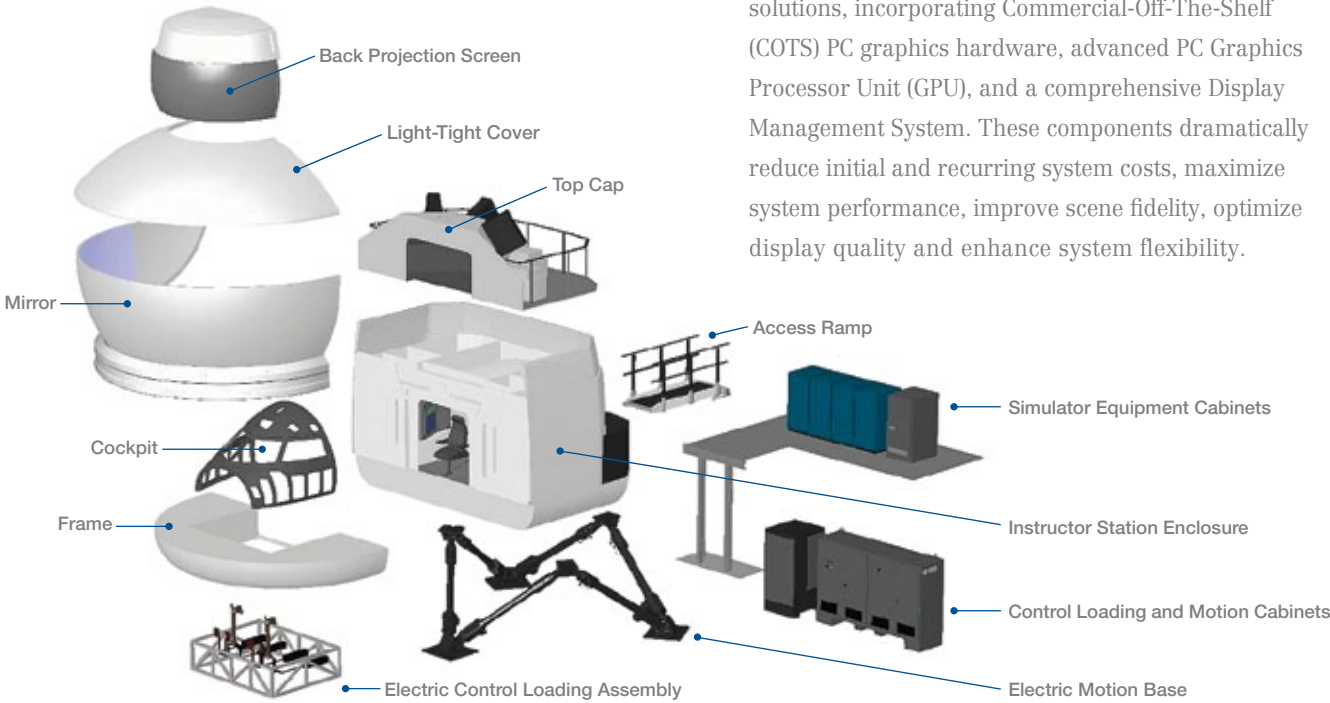 solutions, incorporating Commercial-Off-The-Shelf
(COTS) PC graphics hardware, advanced PC Graphics
Processor Unit (GPU), and a comprehensive Display
Management System. These components dramatically
reduce initial and recurring system costs, maximize
system performance, improve scene fidelity, optimize
display quality and enhance system flexibility.
Back Projection Screen
Light-Tight Cover
Top Cap
Mirror
Access Ramp
Simulator Equipment Cabinets
Cockpit
Frame
Instructor Station Enclosure
Control Loading and Motion Cabinets
Electric Control Loading Assembly
Electric Motion Base